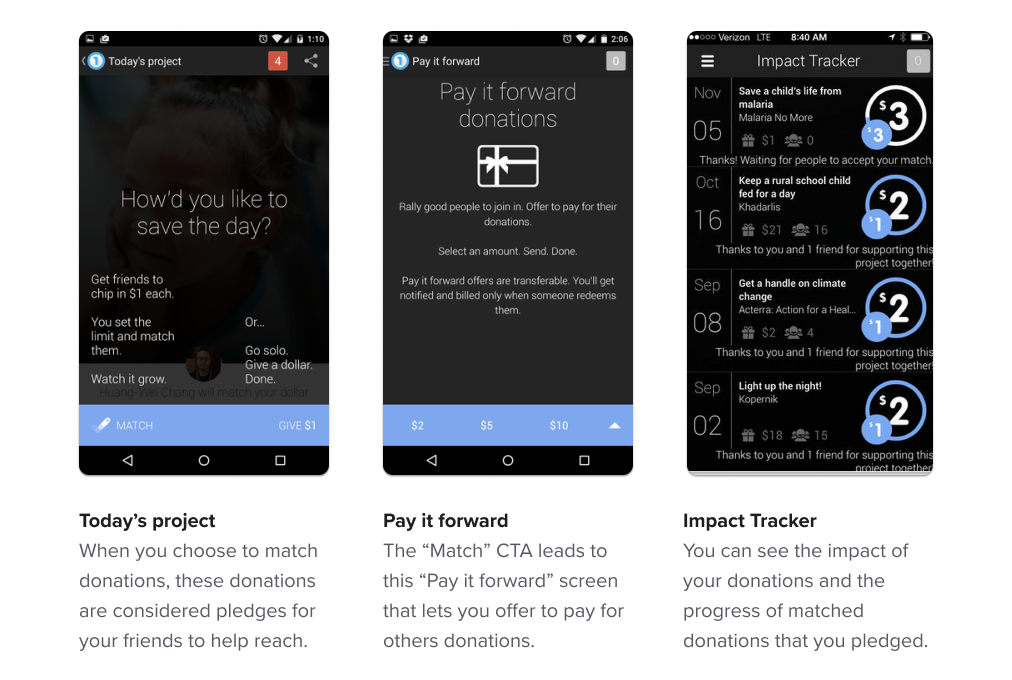 1:10
Today's project
4
How'd you like to
save the day?
Get friends to
chip in $1 each.
You set the
limit and match
them.
Watch it grow.
Or...
Go solo.
Give a dollar.
Done.
Huang-Wei Chang will match your dollar
MATCH
GIVE $1
2:06
Pay it forward
0
Pay it forward
donations
Rally good people to join in. Offer to pay for their
donations.
Select an amount. Send. Done.
Pay it forward offers are transferable. You'll get
notified and billed only when someone redeems
them.
$2
$5
$10
Verizon LTE
8:40 AM
Impact Tracker
0
Nov
05
Save a child's life from
malaria
Malaria No More
$1
0
$3
$3
Thanks! Waiting for people to accept your match.
Oct
16
Keep a rural school child
fed for a day
Khadarlis
$21
16
$2
$1
Thanks to you and 1 friend for supporting this
project together!
Sep
08
Get a handle on climate
change
Acterra: Action for a Heal...
$2
4
$2
$1
Thanks to you and 1 friend for supporting this
project together!
Sep
02
Light up the night!
Kopernik
$18
15
$2
$1
Thanks to you and 1 friend for supporting this
project together!
Today's project
When you choose to match
donations, these donations
are considered pledges for
your friends to help reach.
Pay it forward
The “Match” CTA leads to
this “Pay it forward” screen
that lets you offer to pay for
others donations.
Impact Tracker
You can see the impact of
your donations and the
progress of matched
donations that you pledged.